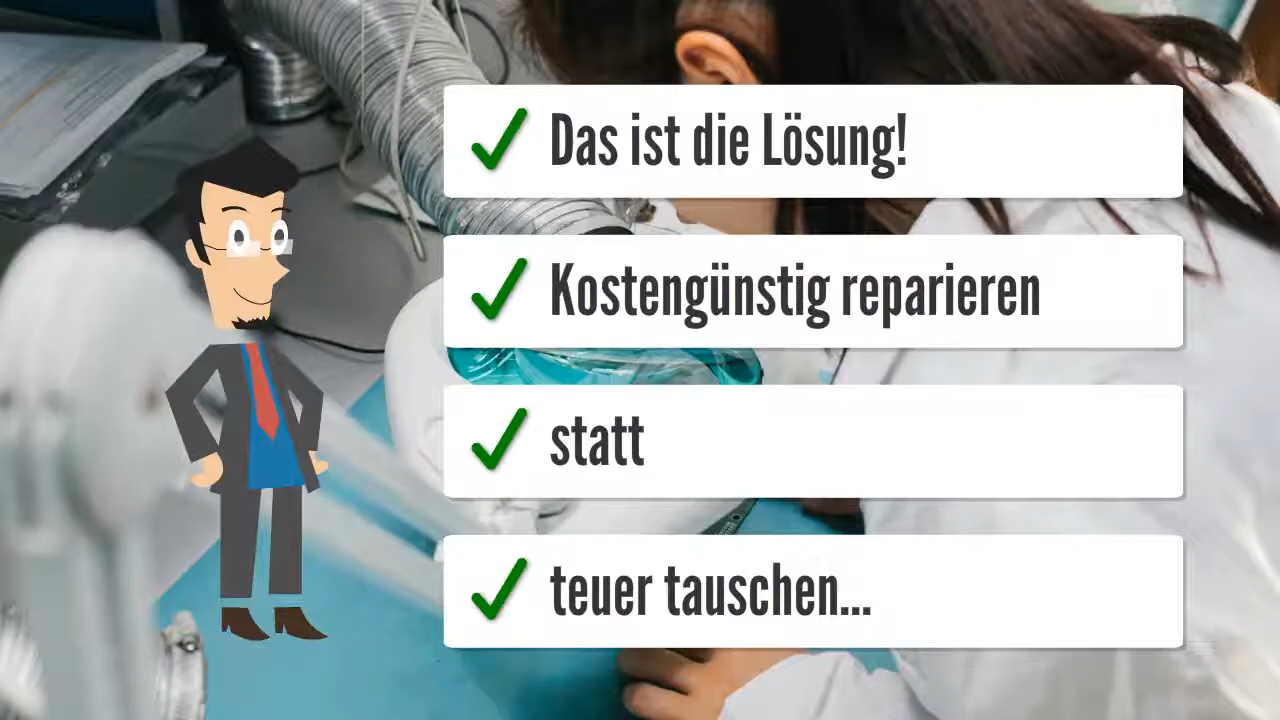 Das ist die Lösung!
Kostengünstig reparieren
statt
teuer tauschen...